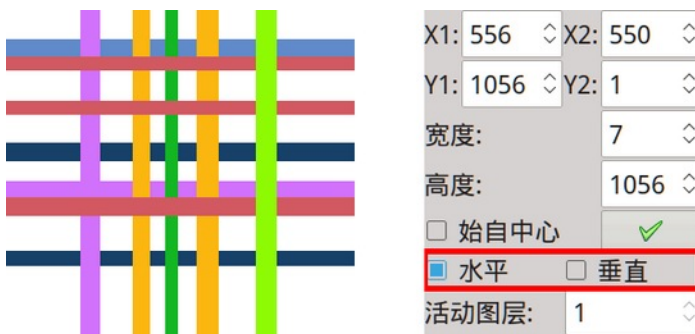 X1: 556 X2: 550
Y1: 1056 Y2: 1
宽度: 7
高度: 1056
始自中心
水平 垂直
活动图层: 1